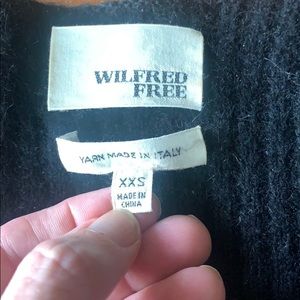 WILFRED
FREE
YARN MADE IN ITALY
XXS
MADE IN
CHINA